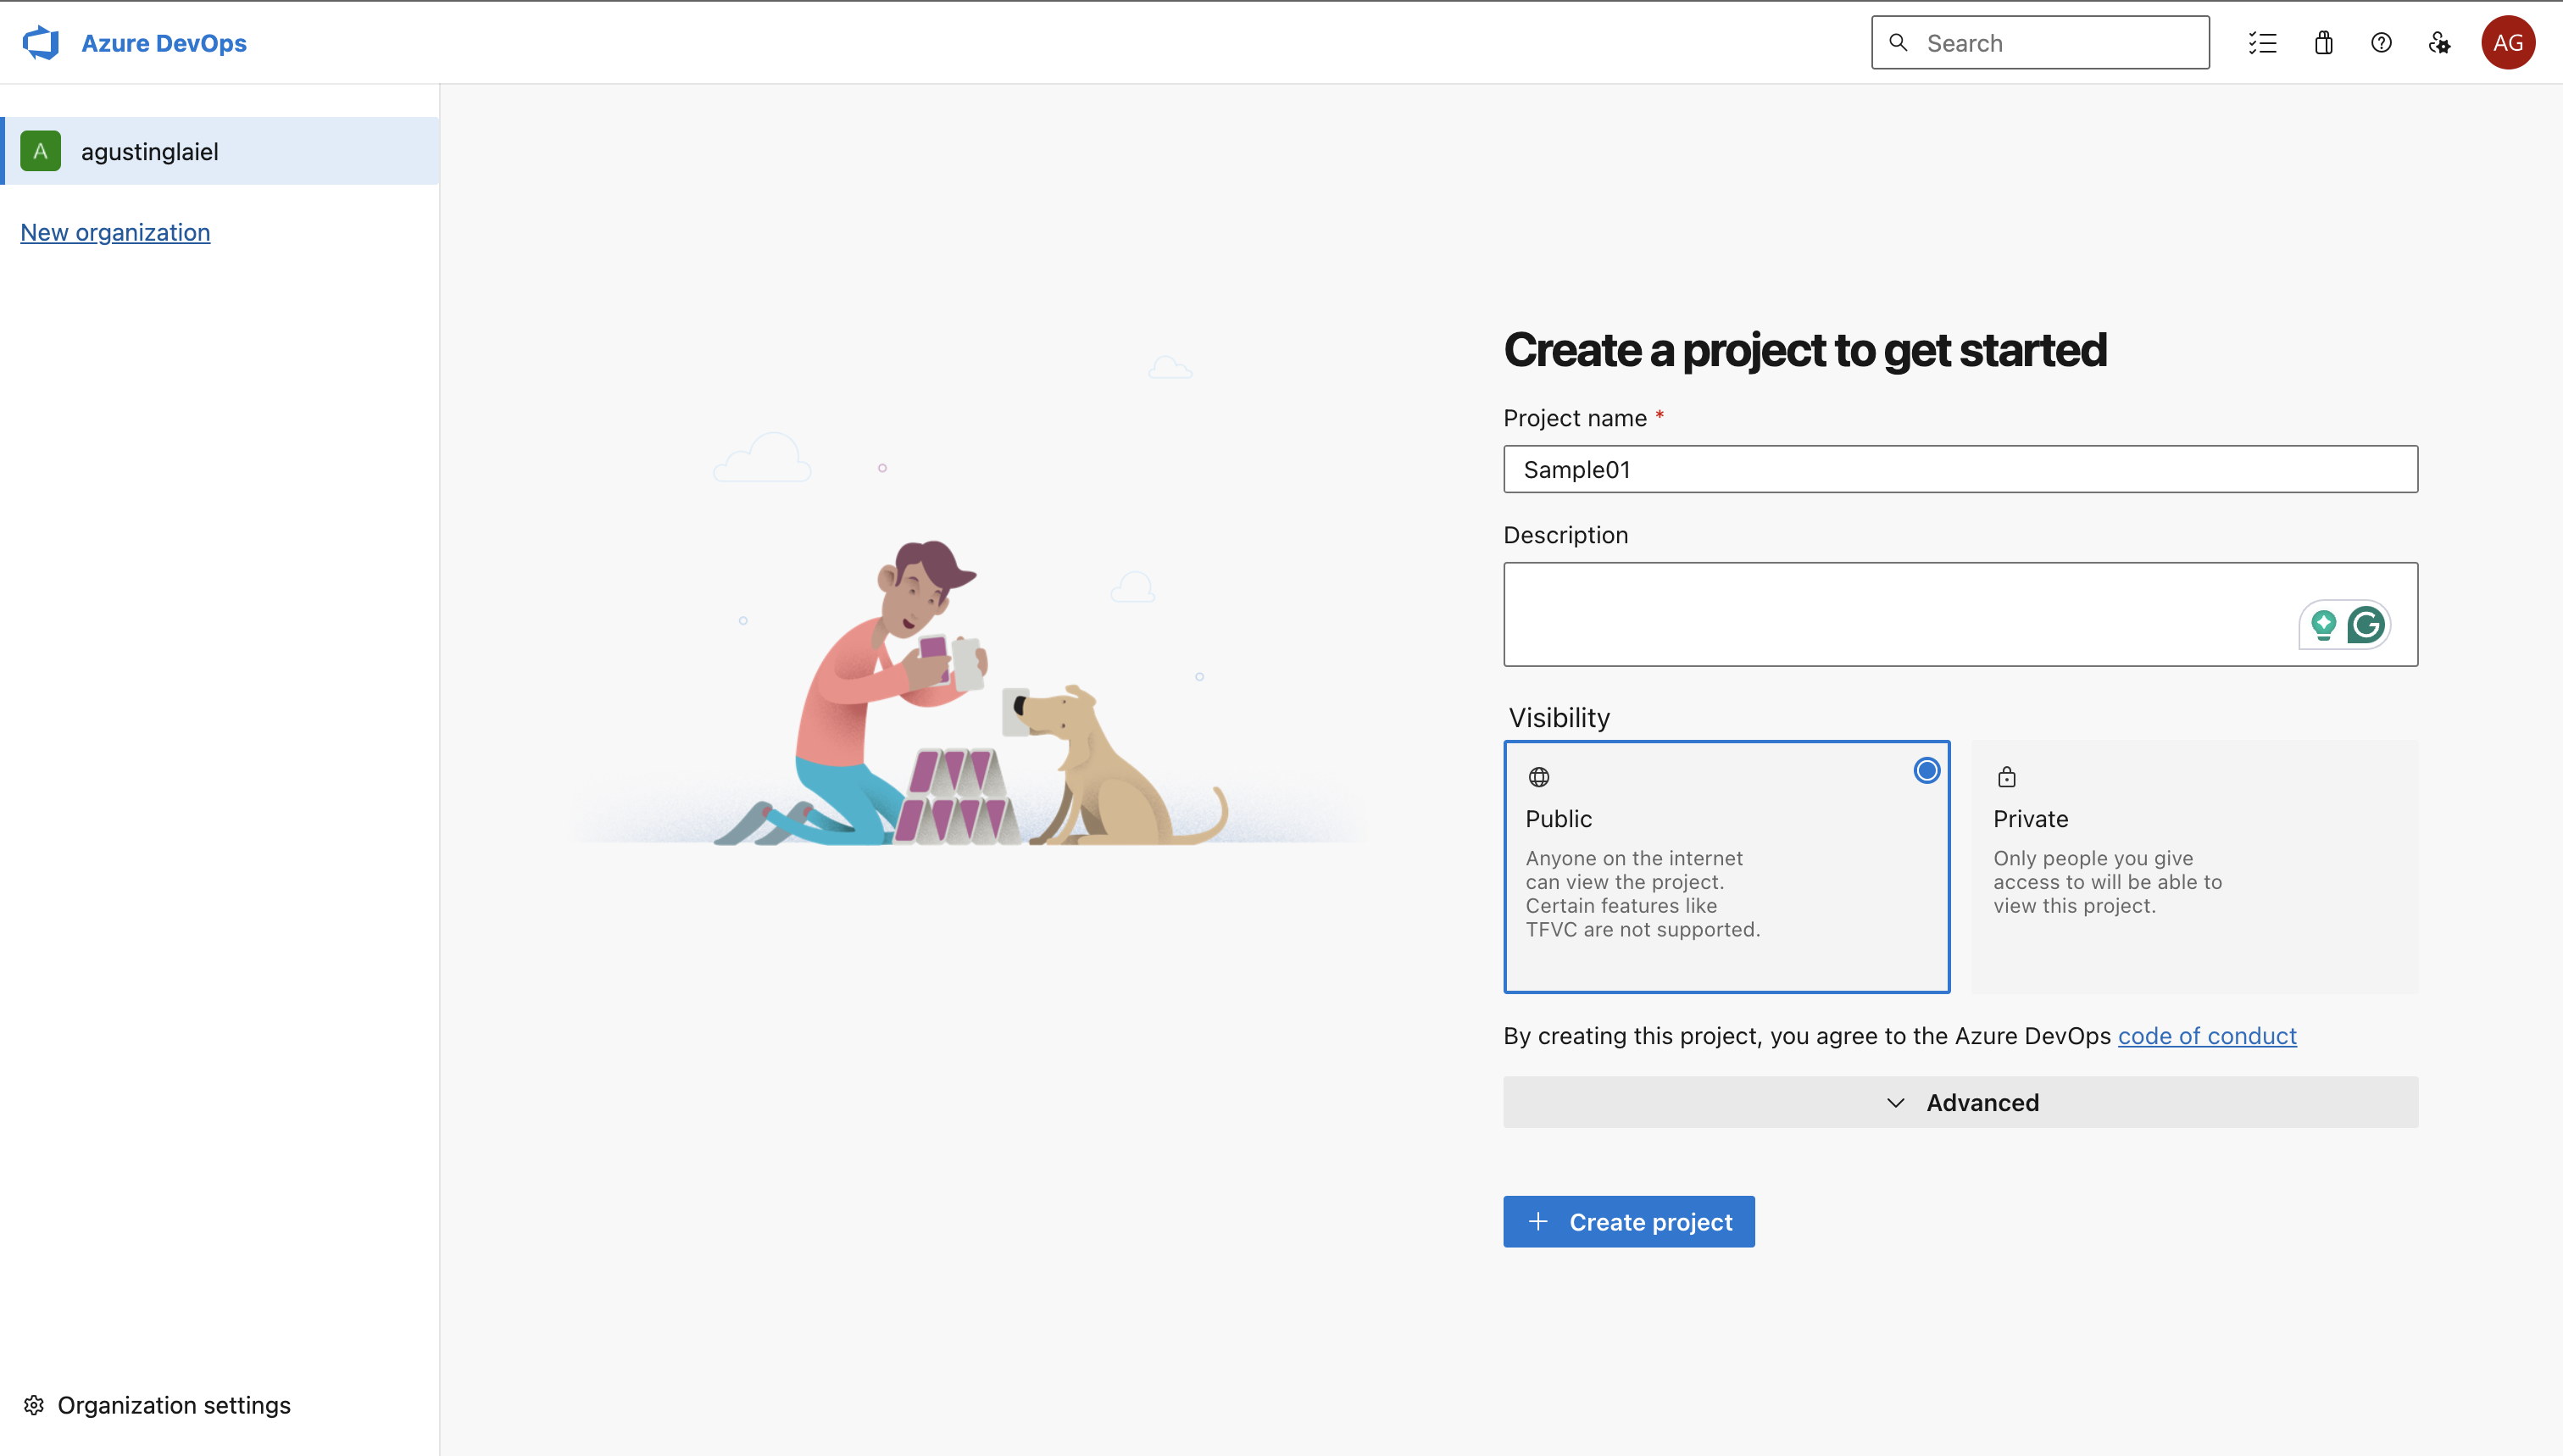 Azure DevOps
Search
AG
A
agustinglaiel
New organization
Create a project to get started
Project name *
Sample01
Description
Visibility
Public
Anyone on the internet
can view the project.
Certain features like
TFVC are not supported.
Private
Only people you give
access to will be able to
view this project.
By creating this project, you agree to the Azure DevOps code of conduct
Advanced
Create project
Organization settings